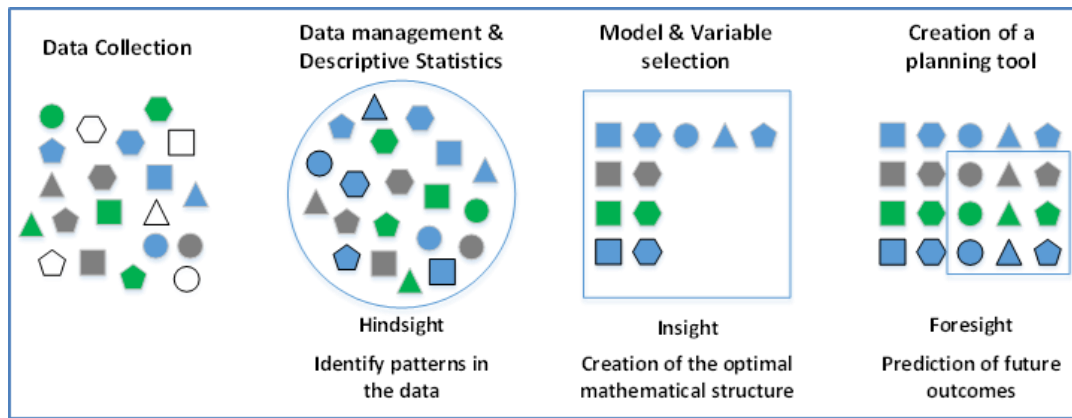 Data Collection
Data management &
Descriptive Statistics
Model & Variable
selection
Creation of a
planning tool
Hindsight
Insight
Foresight
Identify patterns in
the data
Creation of the optimal
mathematical structure
Prediction of future
outcomes